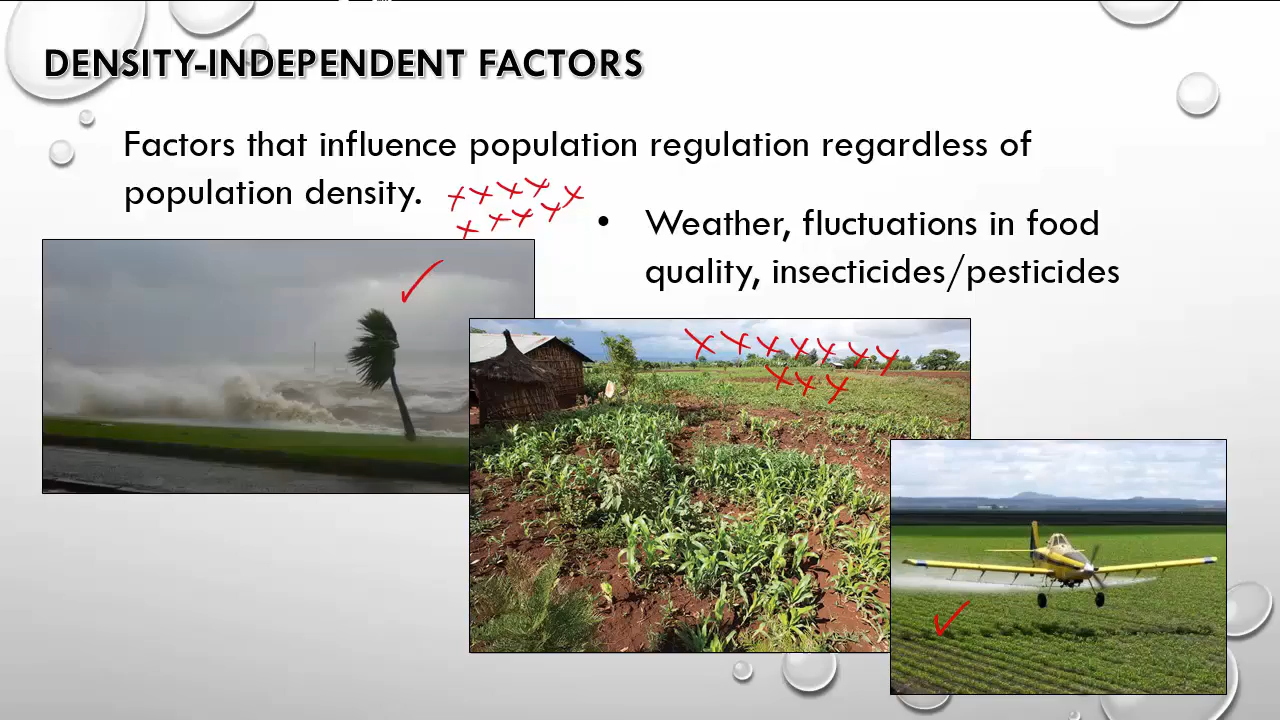 DENSITY-INDEPENDENT FACTORS
Factors that influence population regulation regardless of
population density.
x x x x x
x x x x
• Weather, fluctuations in food
quality, insecticides/pesticides
x x x x x x x
x x x